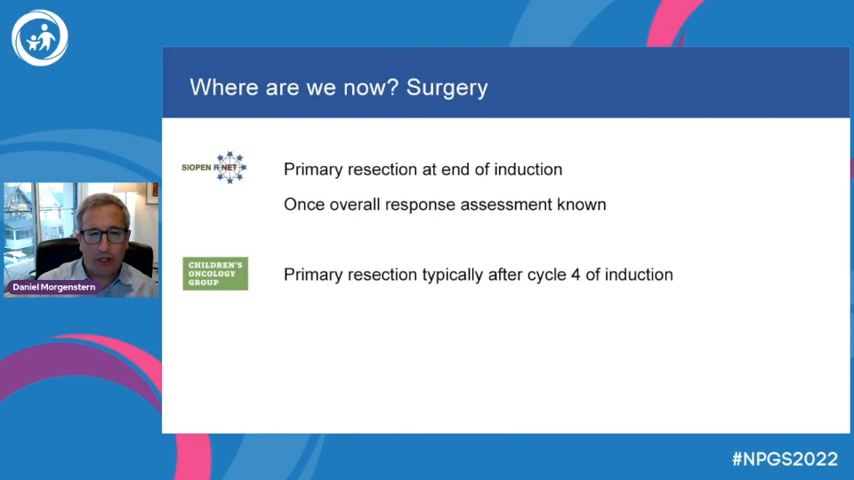 Where are we now? Surgery
SIOPEN R-NET
Primary resection at end of induction
Once overall response assessment known
CHILDREN'S
ONCOLOGY
GROUP
Primary resection typically after cycle 4 of induction
Daniel Morgenstern
#NPGS2022